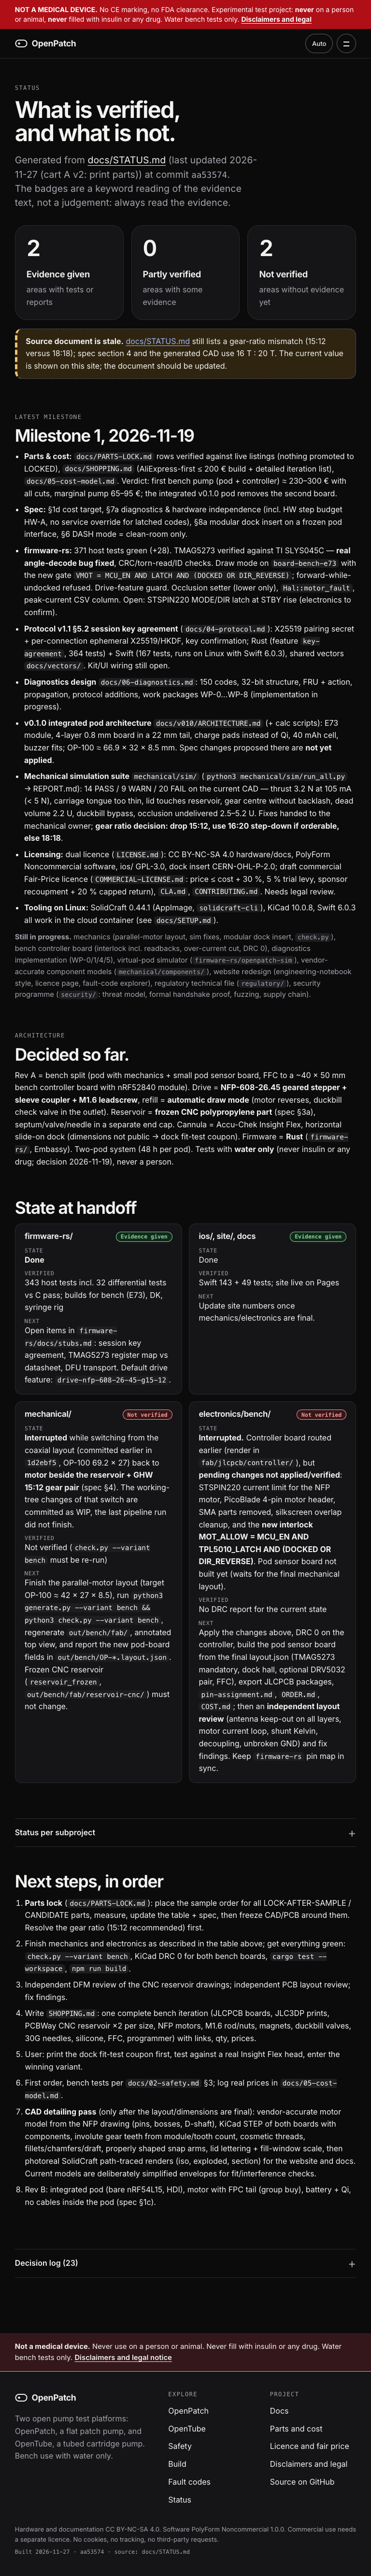 NOT A MEDICAL DEVICE. No CE marking, no FDA clearance. Experimental test project: never on a person
or animal, never filled with insulin or any drug. Water bench tests only. Disclaimers and legal
OpenPatch
Auto
STATUS
What is verified,
and what is not.
Generated from docs/STATUS.md (last updated 2026-
11-27 (cart A v2: print parts)) at commit aa53574.
The badges are a keyword reading of the evidence
text, not a judgement: always read the evidence.
2
Evidence given
areas with tests or
reports
0
Partly verified
areas with some
evidence
2
Not verified
areas without evidence
yet
Source document is stale. docs/STATUS.md still lists a gear-ratio mismatch (15:12
versus 18:18); spec section 4 and the generated CAD use 16 T : 20 T. The current value
is shown on this site; the document should be updated.
LATEST MILESTONE
Milestone 1, 2026-11-19
• Parts & cost: docs/PARTS-LOCK.md rows verified against live listings (nothing promoted to
LOCKED), docs/SHOPPING.md (AliExpress-first ≤ 200 € build + detailed iteration list),
docs/05-cost-model.md. Verdict: first bench pump (pod + controller) ≈ 230–300 € with
all cuts, marginal pump 65–95 €; the integrated v0.1.0 pod removes the second board.
• Spec: §1d cost target, §7a diagnostics & hardware independence (incl. HW step budget
HW-A, no service override for latched codes), §8a modular dock insert on a frozen pod
interface, §6 DASH mode = clean-room only.
• firmware-rs: 371 host tests green (+28). TMAG5273 verified against TI SLYS045C — real
angle-decode bug fixed, CRC/torn-read/ID checks. Draw mode on board-bench-e73 with
the new gate VMOT = MCU_EN AND LATCH AND (DOCKED OR DIR_REVERSE); forward-while-
undocked refused. Drive-feature guard. Occlusion setter (lower only), Hal::motor_fault,
peak-current CSV column. Open: STSPIN220 MODE/DIR latch at STBY rise (electronics to
confirm).
• Protocol v1.1 §5.2 session key agreement (docs/04-protocol.md): X25519 pairing secret
+ per-connection ephemeral X25519/HKDF, key confirmation; Rust (feature key-
agreement, 364 tests) + Swift (167 tests, runs on Linux with Swift 6.0.3), shared vectors
docs/vectors/. Kit/UI wiring still open.
• Diagnostics design docs/06-diagnostics.md: 150 codes, 32-bit structure, FRU + action,
propagation, protocol additions, work packages WP-0...WP-8 (implementation in
progress).
• v0.1.0 integrated pod architecture docs/v010/ARCHITECTURE.md (+ calc scripts): E73
module, 4-layer 0.8 mm board in a 22 mm tail, charge pads instead of Qi, 40 mAh cell,
buzzer fits; OP-100 ≈ 66.9 × 32 × 8.5 mm. Spec changes proposed there are not yet
applied.
• Mechanical simulation suite mechanical/sim/ (python3 mechanical/sim/run_all.py
→ REPORT.md): 14 PASS / 9 WARN / 20 FAIL on the current CAD — thrust 3.2 N at 105 mA
(< 5 N), carriage tongue too thin, lid touches reservoir, gear centre without backlash, dead
volume 2.2 U, duckbill bypass, occlusion undelivered 2.5–5.2 U. Fixes handed to the
mechanical owner; gear ratio decision: drop 15:12, use 16:20 step-down if orderable,
else 18:18.
• Licensing: dual licence (LICENSE.md): CC BY-NC-SA 4.0 hardware/docs, PolyForm
Noncommercial software, ios/ GPL-3.0, dock insert CERN-OHL-P-2.0; draft commercial
Fair-Price licence (COMMERCIAL-LICENSE.md: price ≤ cost + 30 %, 5 % trial levy, sponsor
recoupment + 20 % capped return), CLA.md, CONTRIBUTING.md. Needs legal review.
• Tooling on Linux: SolidCraft 0.44.1 (AppImage, solidcraft-cli), KiCad 10.0.8, Swift 6.0.3
all work in the cloud container (see docs/SETUP.md).
Still in progress. mechanics (parallel-motor layout, sim fixes, modular dock insert, check.py),
bench controller board (interlock incl. readbacks, over-current cut, DRC 0), diagnostics
implementation (WP-0/1/4/5), virtual-pod simulator (firmware-rs/openpatch-sim), vendor-
accurate component models (mechanical/components/), website redesign (engineering-notebook
style, licence page, fault-code explorer), regulatory technical file (regulatory/), security
programme (security/: threat model, formal handshake proof, fuzzing, supply chain).
ARCHITECTURE
Decided so far.
Rev A = bench split (pod with mechanics + small pod sensor board, FFC to a ~40 × 50 mm
bench controller board with nRF52840 module). Drive = NFP-608-26.45 geared stepper +
sleeve coupler + M1.6 leadscrew, refill = automatic draw mode (motor reverses, duckbill
check valve in the outlet). Reservoir = frozen CNC polypropylene part (spec §3a),
septum/valve/needle in a separate end cap. Cannula = Accu-Chek Insight Flex, horizontal
slide-on dock (dimensions not public → dock fit-test coupon). Firmware = Rust (firmware-
rs/, Embassy). Two-pod system (48 h per pod). Tests with water only (never insulin or any
drug; decision 2026-11-19), never a person.
State at handoff
firmware-rs/
Evidence given
STATE
Done
VERIFIED
343 host tests incl. 32 differential tests
vs C pass; builds for bench (E73), DK,
syringe rig
NEXT
Open items in firmware-
rs/docs/stubs.md: session key
agreement, TMAG5273 register map vs
datasheet, DFU transport. Default drive
feature: drive-nfp-608-26-45-g15-12.
ios/, site/, docs
Evidence given
STATE
Done
VERIFIED
Swift 143 + 49 tests; site live on Pages
NEXT
Update site numbers once
mechanics/electronics are final.
mechanical/
Not verified
STATE
Interrupted while switching from the
coaxial layout (committed earlier in
1d2ebf5, OP-100 69.2 × 27) back to
motor beside the reservoir + GHW
15:12 gear pair (spec §4). The working-
tree changes of that switch are
committed as WIP, the last pipeline run
did not finish.
VERIFIED
Not verified (check.py --variant
bench must be re-run)
NEXT
Finish the parallel-motor layout (target
OP-100 ≈ 42 × 27 × 8.5), run python3
generate.py --variant bench &&
python3 check.py --variant bench,
regenerate out/bench/fab/, annotated
top view, and report the new pod-board
fields in out/bench/OP-*.layout.json.
Frozen CNC reservoir
(reservoir_frozen,
out/bench/fab/reservoir-cnc/) must
not change.
electronics/bench/
Not verified
STATE
Interrupted. Controller board routed
earlier (render in
fab/jlcpcb/controller/), but
pending changes not applied/verified:
STSPIN220 current limit for the NFP
motor, PicoBlade 4-pin motor header,
SMA parts removed, silkscreen overlap
cleanup, and the new interlock
MOT_ALLOW = MCU_EN AND
TPL5010_LATCH AND (DOCKED OR
DIR_REVERSE). Pod sensor board not
built yet (waits for the final mechanical
layout).
VERIFIED
No DRC report for the current state
NEXT
Apply the changes above, DRC 0 on the
controller, build the pod sensor board
from the final layout.json (TMAG5273
mandatory, dock hall, optional DRV5032
pair, FFC), export JLCPCB packages,
pin-assignment.md, ORDER.md,
COST.md; then an independent layout
review (antenna keep-out on all layers,
motor current loop, shunt Kelvin,
decoupling, unbroken GND) and fix
findings. Keep firmware-rs pin map in
sync.
Status per subproject
+
Next steps, in order
1. Parts lock (docs/PARTS-LOCK.md): place the sample order for all LOCK-AFTER-SAMPLE /
CANDIDATE parts, measure, update the table + spec, then freeze CAD/PCB around them.
Resolve the gear ratio (15:12 recommended) first.
2. Finish mechanics and electronics as described in the table above; get everything green:
check.py --variant bench, KiCad DRC 0 for both bench boards, cargo test --
workspace, npm run build.
3. Independent DFM review of the CNC reservoir drawings; independent PCB layout review;
fix findings.
4. Write SHOPPING.md: one complete bench iteration (JLCPCB boards, JLC3DP prints,
PCBWay CNC reservoir ×2 per size, NFP motors, M1.6 rod/nuts, magnets, duckbill valves,
30G needles, silicone, FFC, programmer) with links, qty, prices.
5. User: print the dock fit-test coupon first, test against a real Insight Flex head, enter the
winning variant.
6. First order, bench tests per docs/02-safety.md §3; log real prices in docs/05-cost-
model.md.
7. CAD detailing pass (only after the layout/dimensions are final): vendor-accurate motor
model from the NFP drawing (pins, bosses, D-shaft), KiCad STEP of both boards with
components, involute gear teeth from module/tooth count, cosmetic threads,
fillets/chamfers/draft, properly shaped snap arms, lid lettering + fill-window scale, then
photoreal SolidCraft path-traced renders (iso, exploded, section) for the website and docs.
Current models are deliberately simplified envelopes for fit/interference checks.
8. Rev B: integrated pod (bare nRF54L15, HDI), motor with FPC tail (group buy), battery + Qi,
no cables inside the pod (spec §1c).
Decision log (23)
+
Not a medical device. Never use on a person or animal. Never fill with insulin or any drug. Water
bench tests only. Disclaimers and legal notice
OpenPatch
Two open pump test platforms:
OpenPatch, a flat patch pump, and
OpenTube, a tubed cartridge pump.
Bench use with water only.
EXPLORE
OpenPatch
OpenTube
Safety
Build
Fault codes
Status
PROJECT
Docs
Parts and cost
Licence and fair price
Disclaimers and legal
Source on GitHub
Hardware and documentation CC BY-NC-SA 4.0. Software PolyForm Noncommercial 1.0.0. Commercial use needs
a separate licence. No cookies, no tracking, no third-party requests.
Built 2026-11-27 · aa53574 · source: docs/STATUS.md